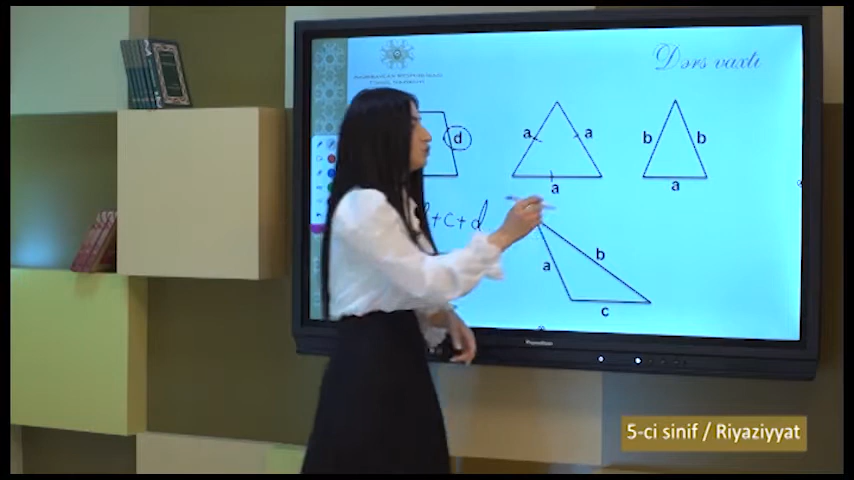 Dərs vaxtı
d
a a
a
b b
a
+c+d
a b
c
5-ci sinif / Riyaziyyat